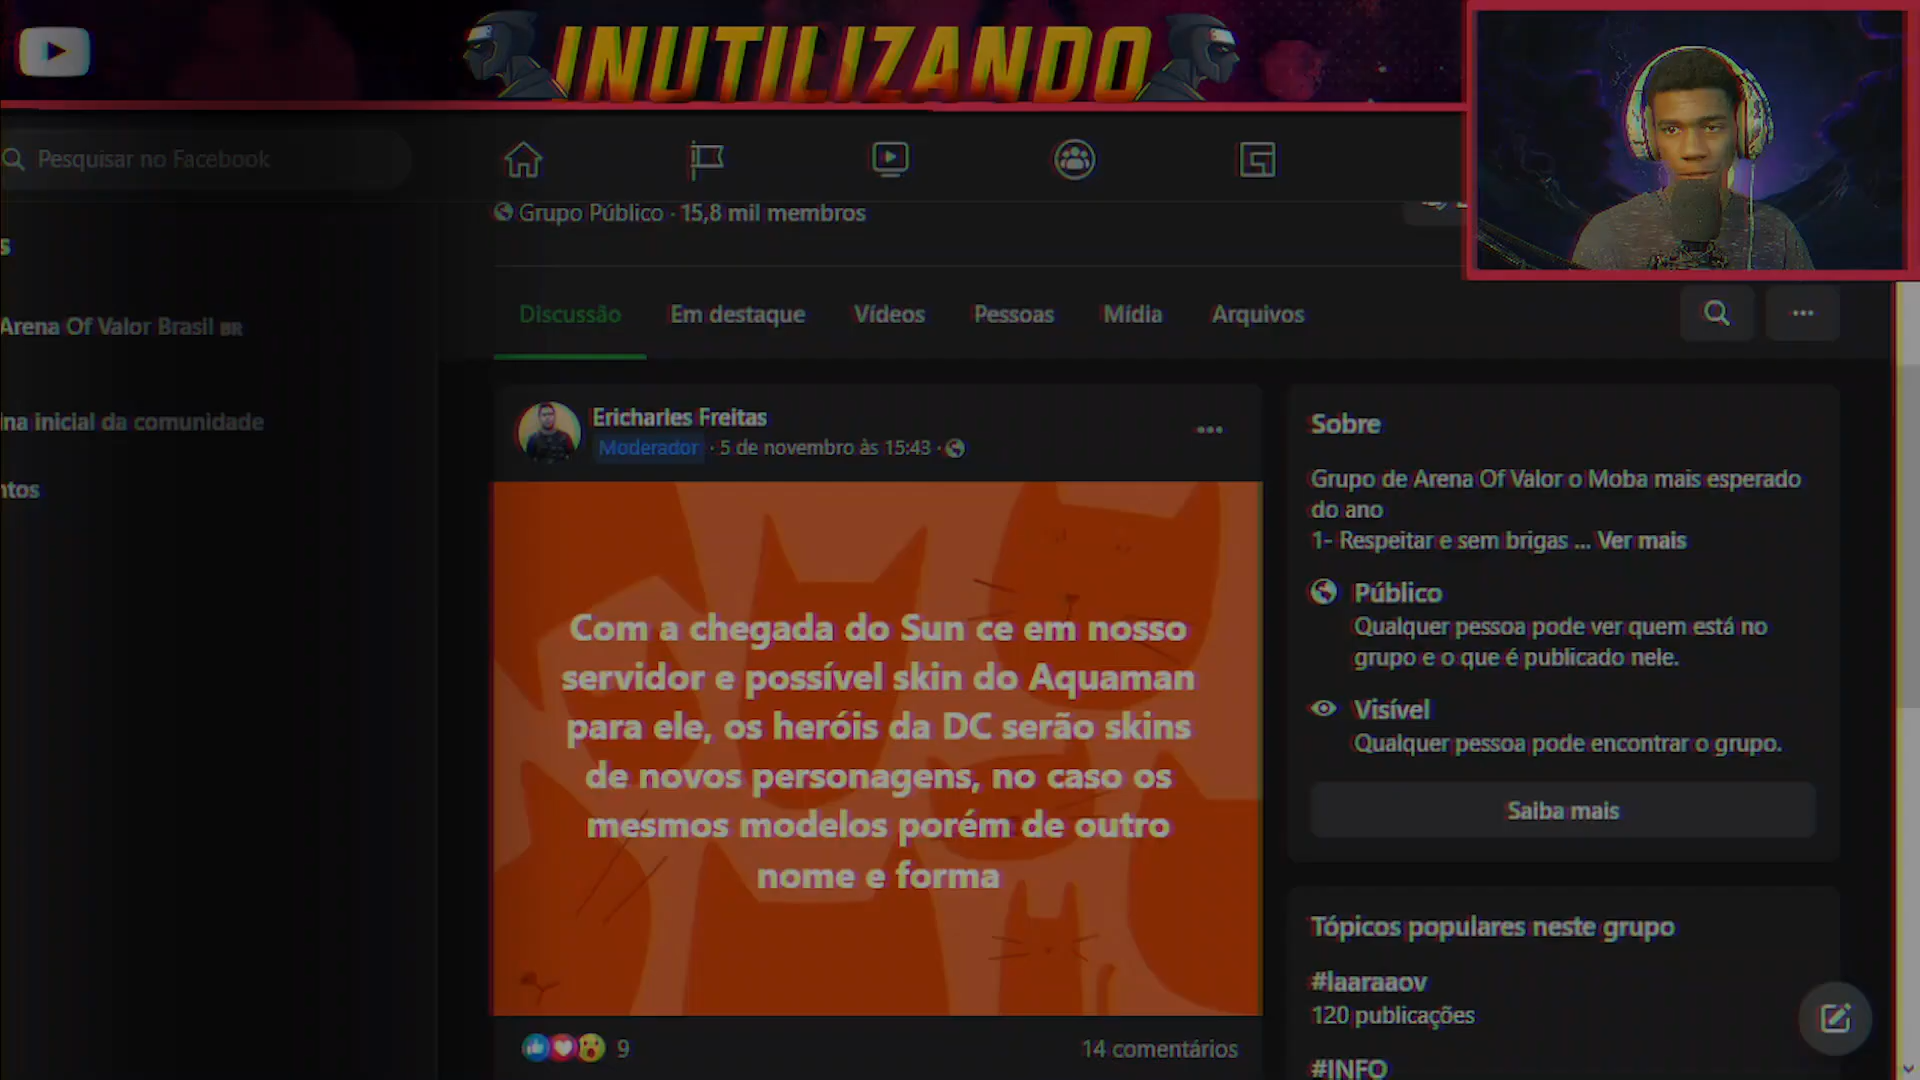 INUTILIZANDO
Pesquisar no Facebook
Grupo Público · 15,8 mil membros
s
Arena Of Valor Brasil BR
na inicial da comunidade
ntos
Discussão
Em destaque
Vídeos
Pessoas
Mídia
Arquivos
Ericharles Freitas
Moderador · 5 de novembro às 15:43 ·
Com a chegada do Sun ce em nosso
servidor e possível skin do Aquaman
para ele, os heróis da DC serão skins
de novos personagens, no caso os
mesmos modelos porém de outro
nome e forma
9
14 comentários
Sobre
Grupo de Arena Of Valor o Moba mais esperado
do ano
1- Respeitar e sem brigas ... Ver mais
Público
Qualquer pessoa pode ver quem está no
grupo e o que é publicado nele.
Visível
Qualquer pessoa pode encontrar o grupo.
Saiba mais
Tópicos populares neste grupo
#laaraaov
120 publicações
#INFO